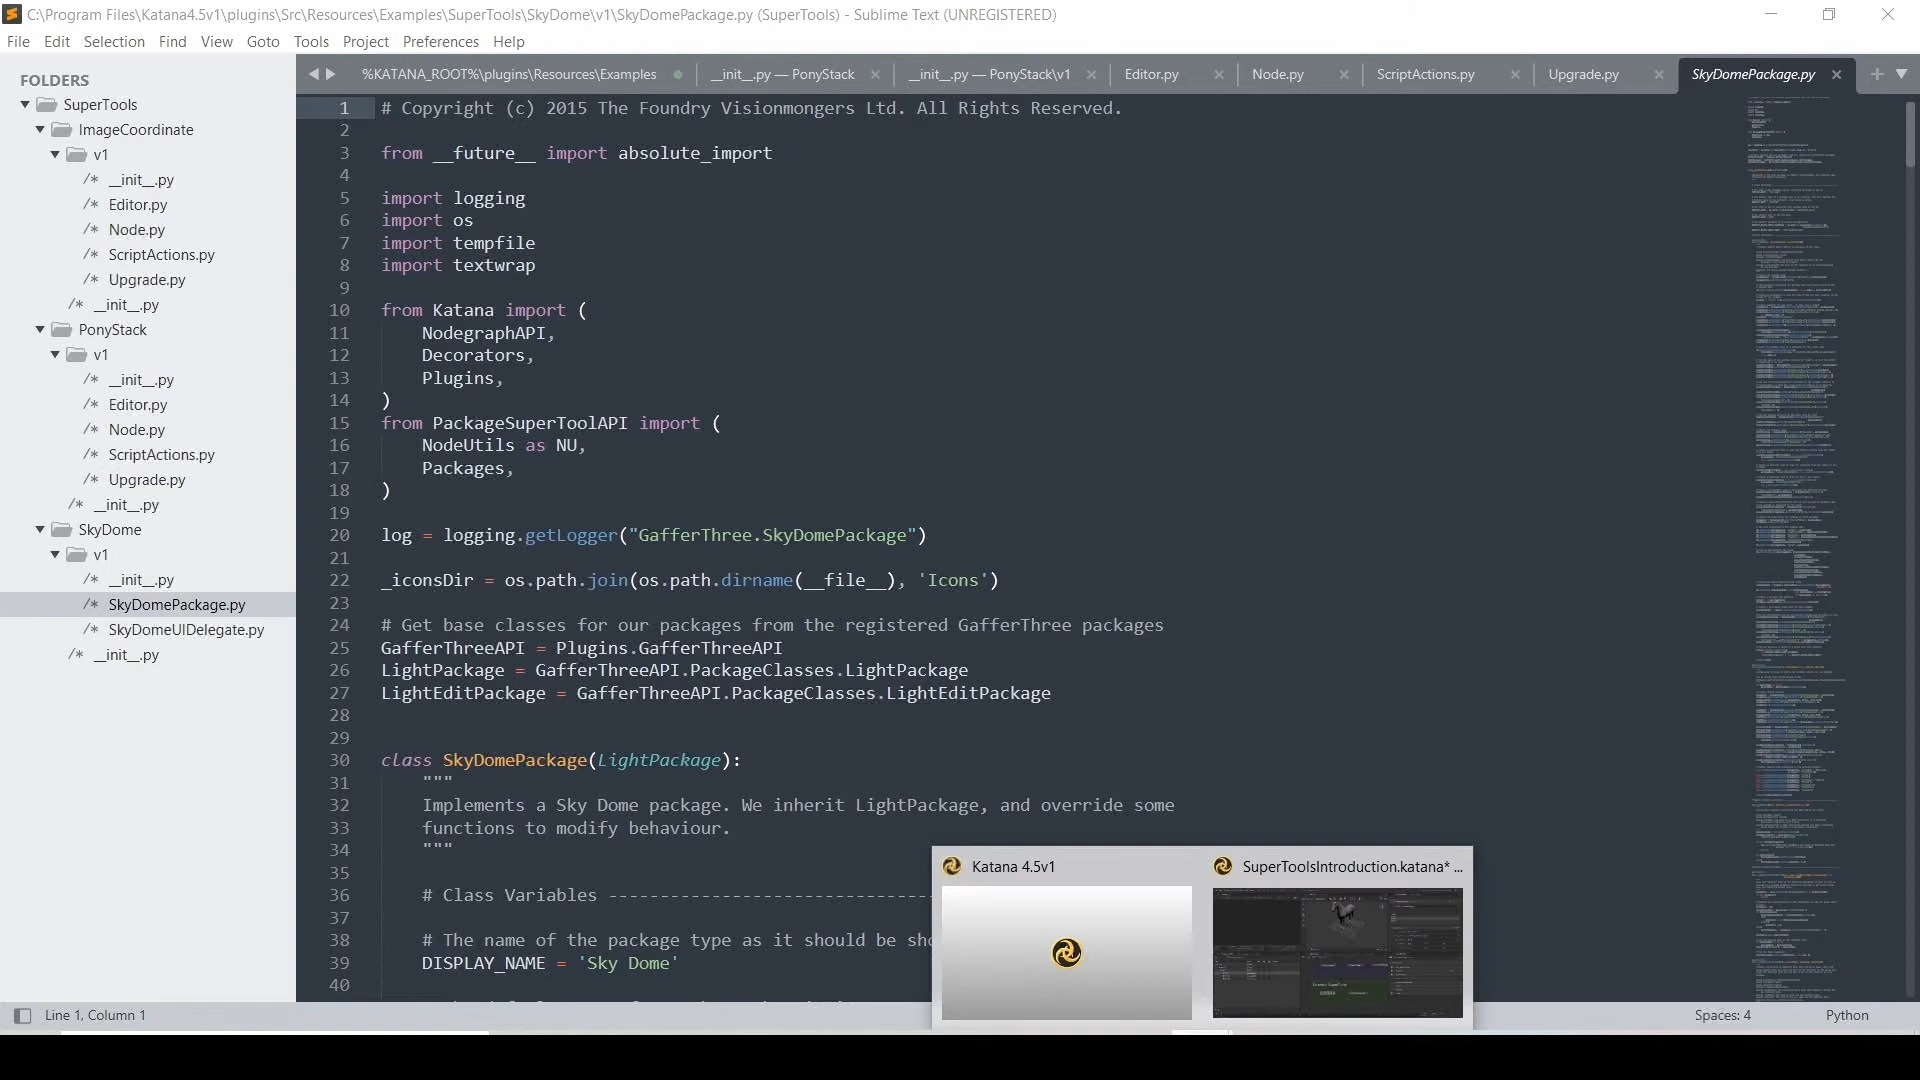 C:\Program Files\Katana4.5v1\plugins\Src\Resources\Examples\SuperTools\SkyDome\v1\SkyDomePackage.py (SuperTools) - Sublime Text (UNREGISTERED)
File Edit Selection Find View Goto Tools Project Preferences Help
FOLDERS
SuperTools
ImageCoordinate
v1
/* __init__.py
/* Editor.py
/* Node.py
/* ScriptActions.py
/* Upgrade.py
/* __init__.py
PonyStack
v1
/* __init__.py
/* Editor.py
/* Node.py
/* ScriptActions.py
/* Upgrade.py
/* __init__.py
SkyDome
v1
/* __init__.py
/* SkyDomePackage.py
/* SkyDomeUIDelegate.py
/* __init__.py
%KATANA_ROOT%\plugins\Resources\Examples __init__.py — PonyStack __init__.py — PonyStack\v1 Editor.py Node.py ScriptActions.py Upgrade.py SkyDomePackage.py
1 # Copyright (c) 2015 The Foundry Visionmongers Ltd. All Rights Reserved.
2
3 from __future__ import absolute_import
4
5 import logging
6 import os
7 import tempfile
8 import textwrap
9
10 from Katana import (
11 NodegraphAPI,
12 Decorators,
13 Plugins,
14 )
15 from PackageSuperToolAPI import (
16 NodeUtils as NU,
17 Packages,
18 )
19
20 log = logging.getLogger("GafferThree.SkyDomePackage")
21
22 _iconsDir = os.path.join(os.path.dirname(__file__), 'Icons')
23
24 # Get base classes for our packages from the registered GafferThree packages
25 GafferThreeAPI = Plugins.GafferThreeAPI
26 LightPackage = GafferThreeAPI.PackageClasses.LightPackage
27 LightEditPackage = GafferThreeAPI.PackageClasses.LightEditPackage
28
29
30 class SkyDomePackage(LightPackage):
31 """
32 Implements a Sky Dome package. We inherit LightPackage, and override some
33 functions to modify behaviour.
34 """
35
36 # Class Variables -------------------------------
37
38 # The name of the package type as it should be sho
39 DISPLAY_NAME = 'Sky Dome'
40
Katana 4.5v1
SuperToolsIntroduction.katana* ...
Line 1, Column 1
Spaces: 4
Python